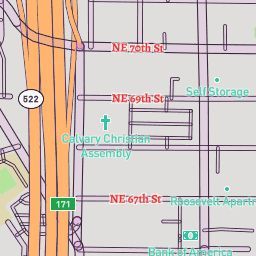 NE 70th St
NE 69th St
Self Storage
522
Calvary Christian
Assembly
NE 67th St
171
Roosevelt
Bank of America